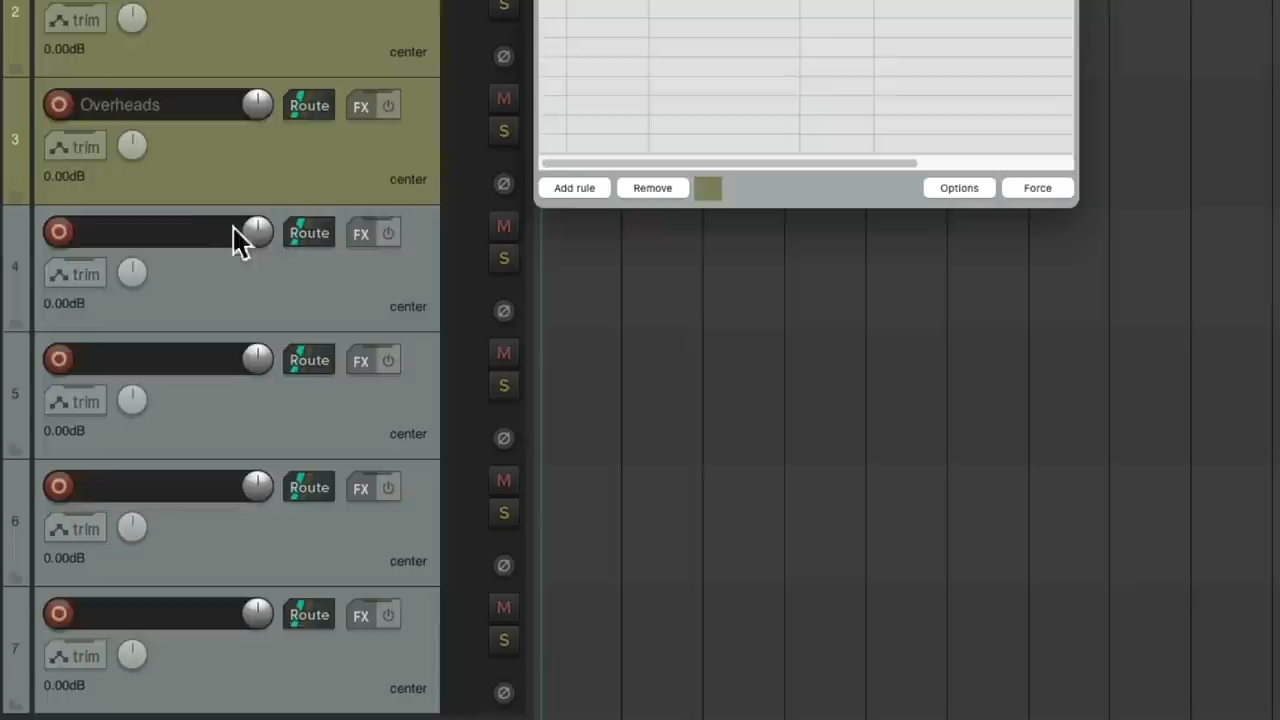 2
trim
0.00dB
center
S
Ø
3
Overheads
Route
FX
trim
0.00dB
center
M
S
Ø
Add rule
Remove
Options
Force
4
Route
FX
trim
0.00dB
center
M
S
Ø
5
Route
FX
trim
0.00dB
center
M
S
Ø
6
Route
FX
trim
0.00dB
center
M
S
Ø
7
Route
FX
trim
0.00dB
center
M
S
Ø